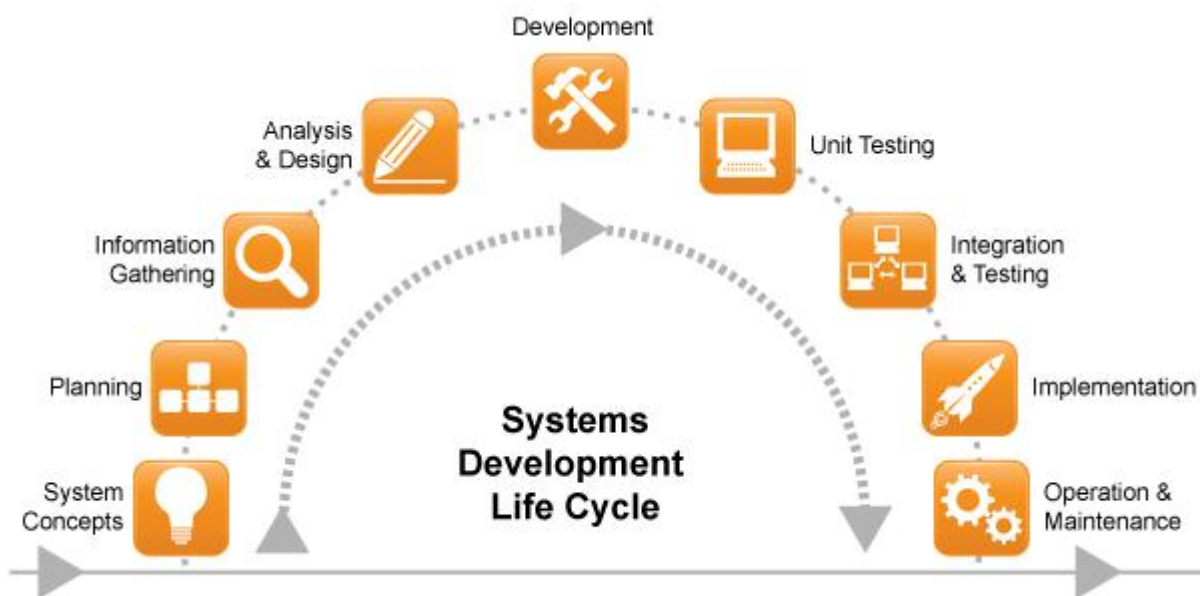 Development
Analysis
& Design
Unit Testing
Information
Gathering
Integration
& Testing
Planning
Implementation
Systems
Development
Life Cycle
System
Concepts
Operation &
Maintenance